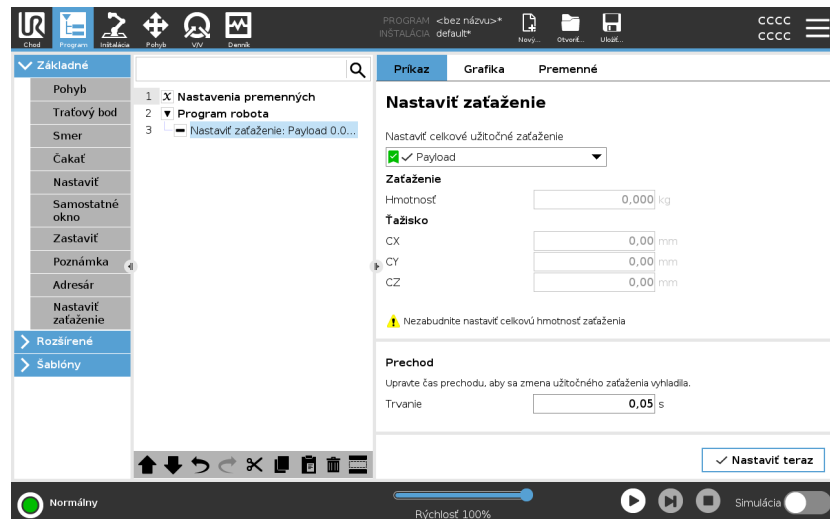 UR
Chod
Program
Inštalácia
Pohyb
V/V
Denník
PROGRAM <bez názvu>*
INŠTALÁCIA default*
Nový...
Otvoriť...
Uložiť...
CCCC
CCCC
Základné
Pohyb
Traťový bod
Smer
Čakať
Nastaviť
Samostatné
okno
Zastaviť
Poznámka
Adresár
Nastaviť
zaťaženie
Rozšírené
Šablóny
1 X Nastavenia premenných
2 Program robota
3 Nastaviť zaťaženie: Payload 0.0...
Príkaz
Grafika
Premenné
Nastaviť zaťaženie
Nastaviť celkové užitočné zaťaženie
Payload
Zaťaženie
Hmotnosť 0,000 kg
Ťažisko
CX 0,00 mm
CY 0,00 mm
CZ 0,00 mm
Nezabudnite nastaviť celkovú hmotnosť zaťaženia
Prechod
Upravte čas prechodu, aby sa zmena užitočného zaťaženia vyhladila.
Trvanie 0,05 s
Nastaviť teraz
Normálny
Rýchlosť 100%
Simulácia